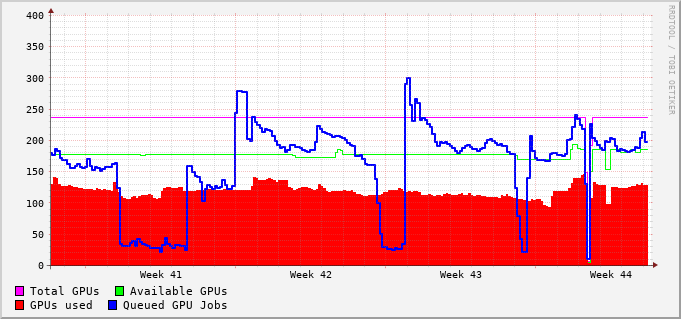 400
350
300
250
200
150
100
50
0
Week 41 Week 42 Week 43 Week 44
Total GPUs Available GPUs
GPUs used Queued GPU Jobs
RRDTOOL / TOBI OETIKER